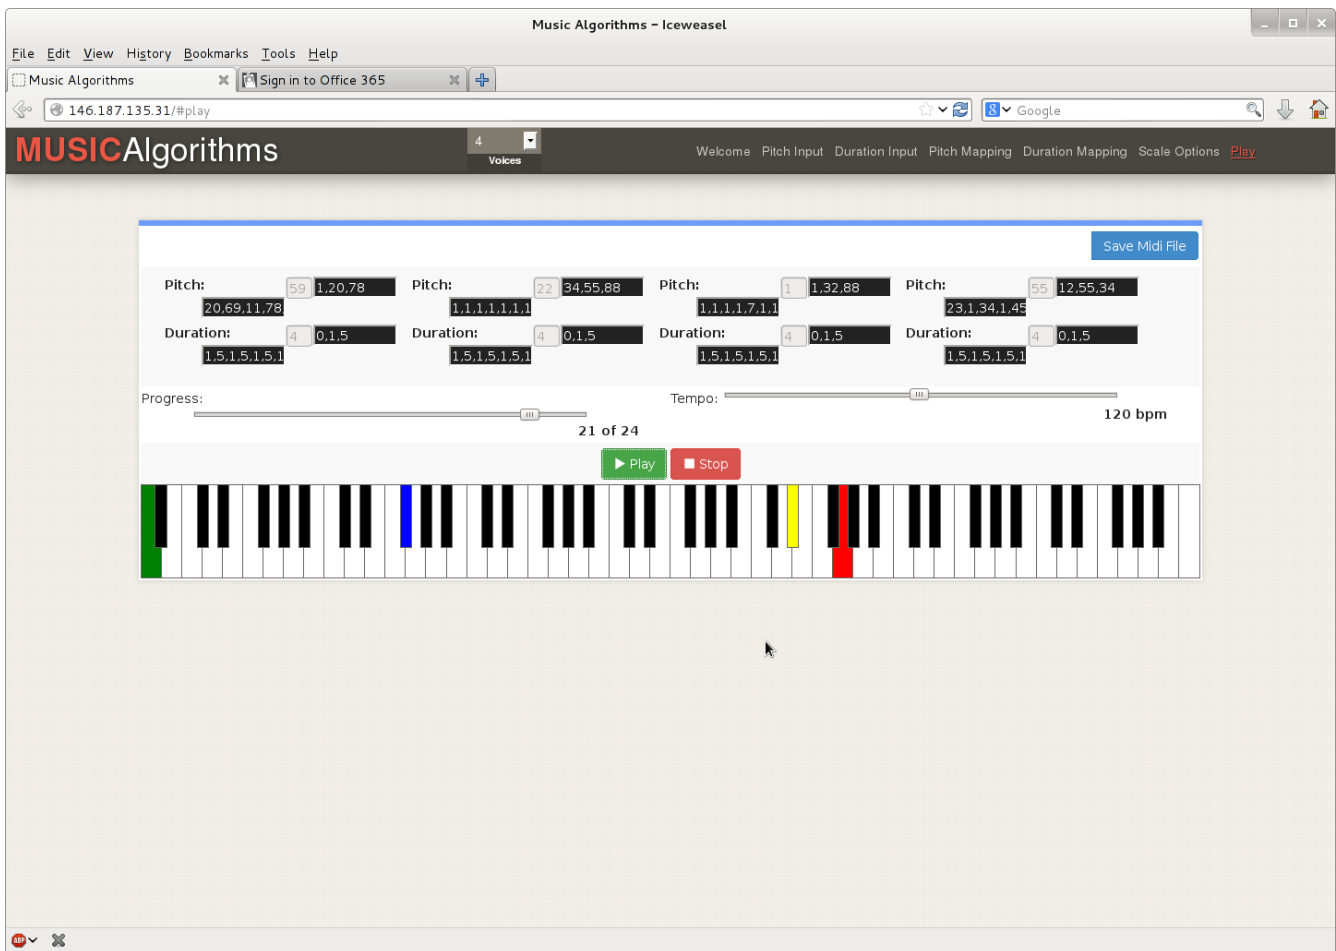 Music Algorithms – Iceweasel
File Edit View History Bookmarks Tools Help
Music Algorithms Sign in to Office 365
146.187.135.31/#play Google
MUSICAlgorithms 4 Voices Welcome Pitch Input Duration Input Pitch Mapping Duration Mapping Scale Options Play
Save Midi File
Pitch: 59 1,20,78 Pitch: 22 34,55,88 Pitch: 1 1,32,88 Pitch: 55 12,55,34
20,69,11,78, 1,1,1,1,1,1,1 1,1,1,1,7,1,1 23,1,34,1,45
Duration: 4 0,1,5 Duration: 4 0,1,5 Duration: 4 0,1,5 Duration: 4 0,1,5
1,5,1,5,1,5,1 1,5,1,5,1,5,1 1,5,1,5,1,5,1 1,5,1,5,1,5,1
Progress: Tempo:
120 bpm
21 of 24
Play Stop
ABP